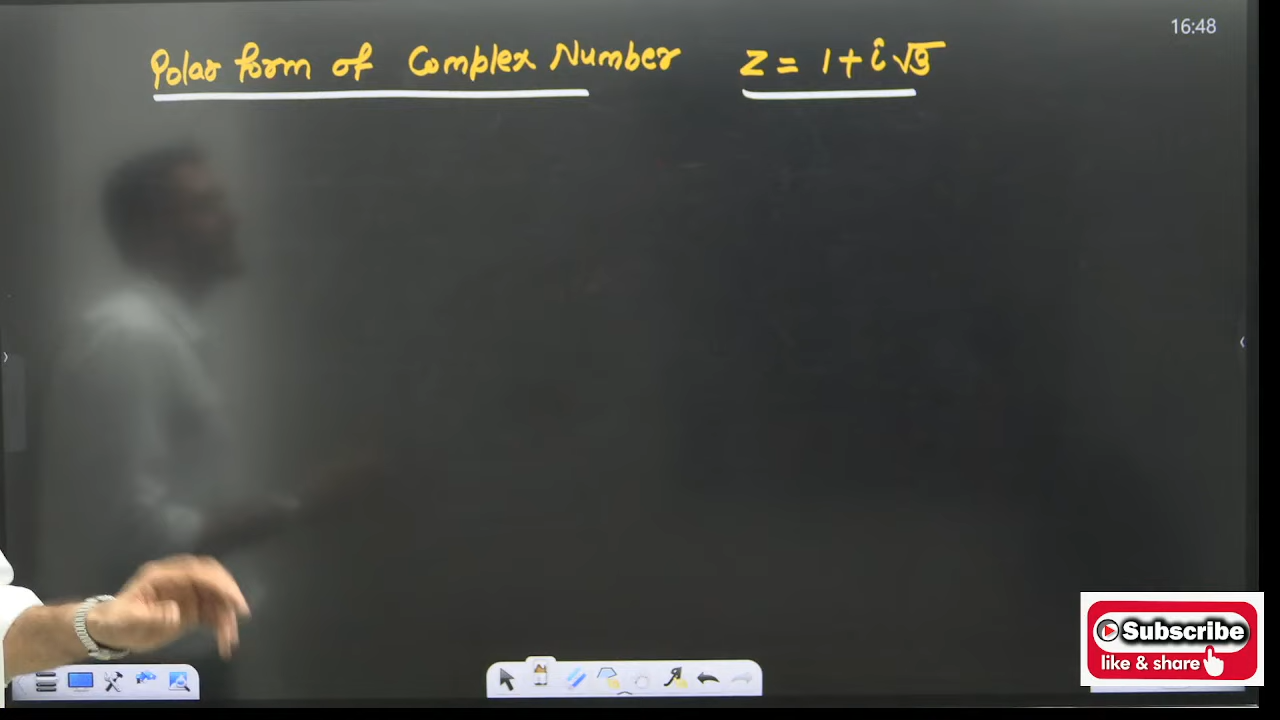 16:48
Polar form of Complex Number z = 1 + i√3
Subscribe
like & share